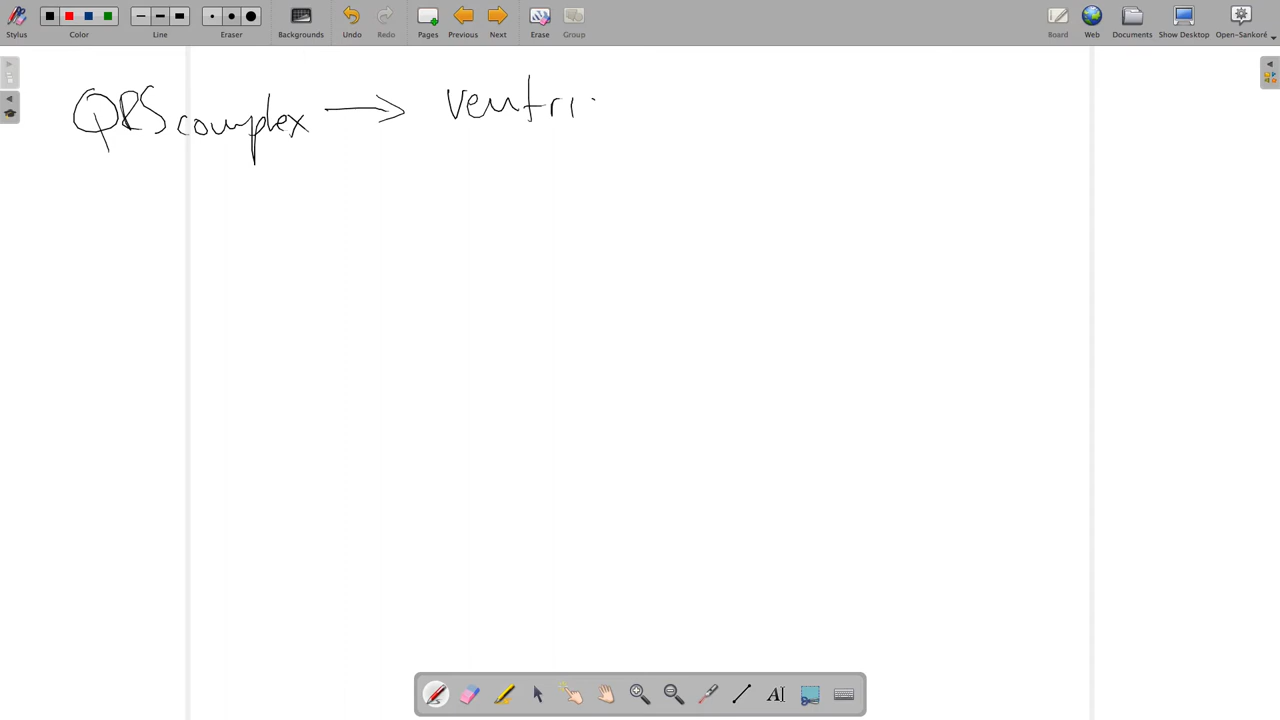 Stylus Color Line Eraser Backgrounds Undo Redo Pages Previous Next Erase Group Board Web Documents Show Desktop Open-Sankoré
QRS complex → ventri
AI